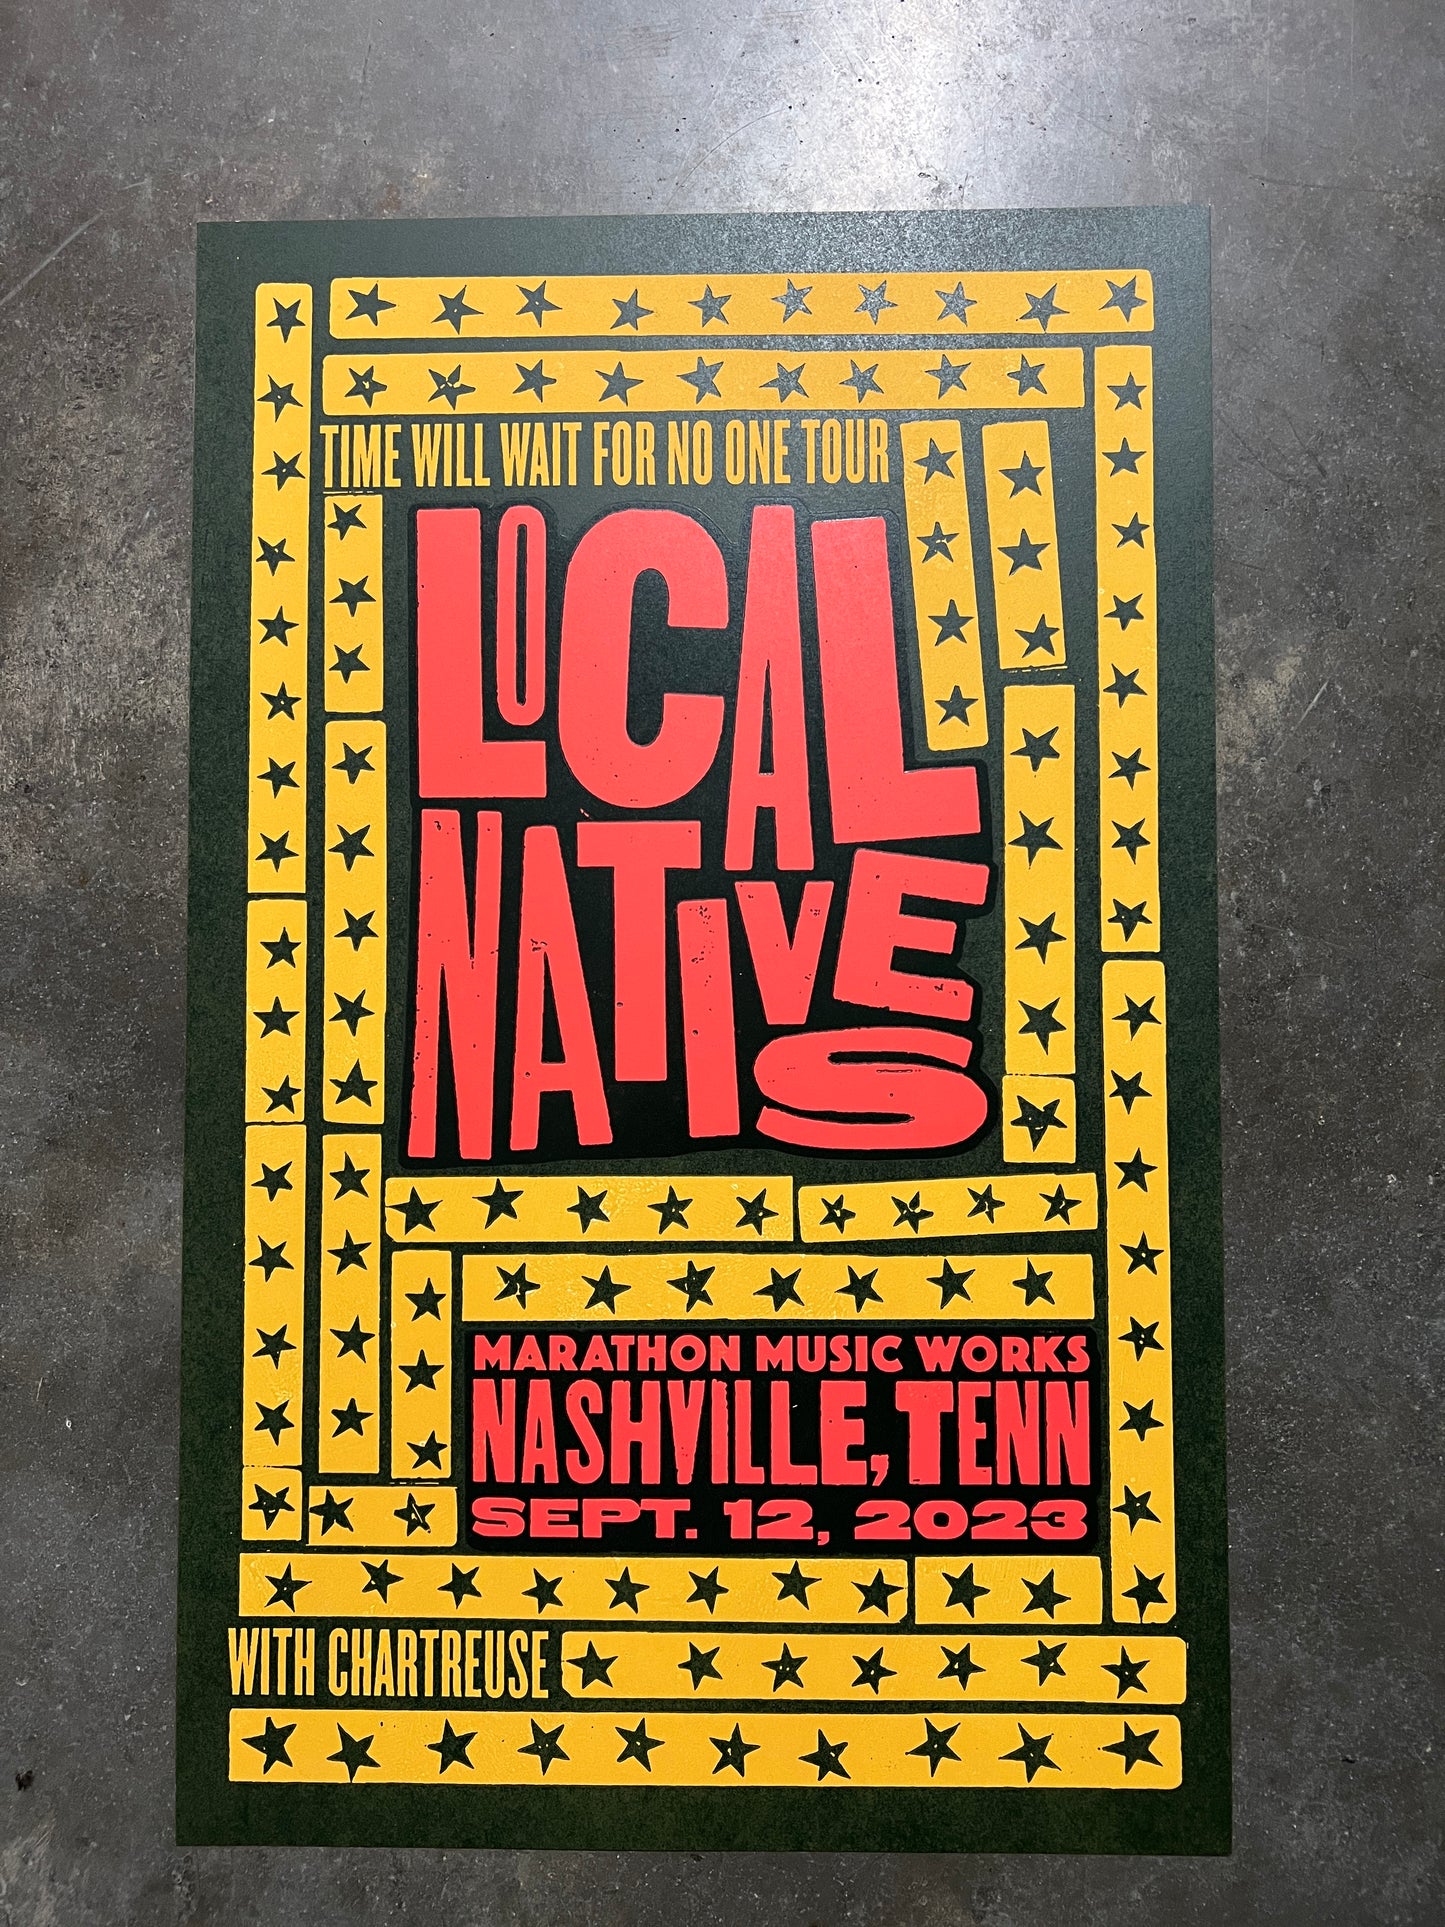 TIME WILL WAIT FOR NO ONE TOUR
LOCAL
NATIVES
MARATHON MUSIC WORKS
NASHVILLE, TENN
SEPT. 12, 2023
WITH CHARTREUSE